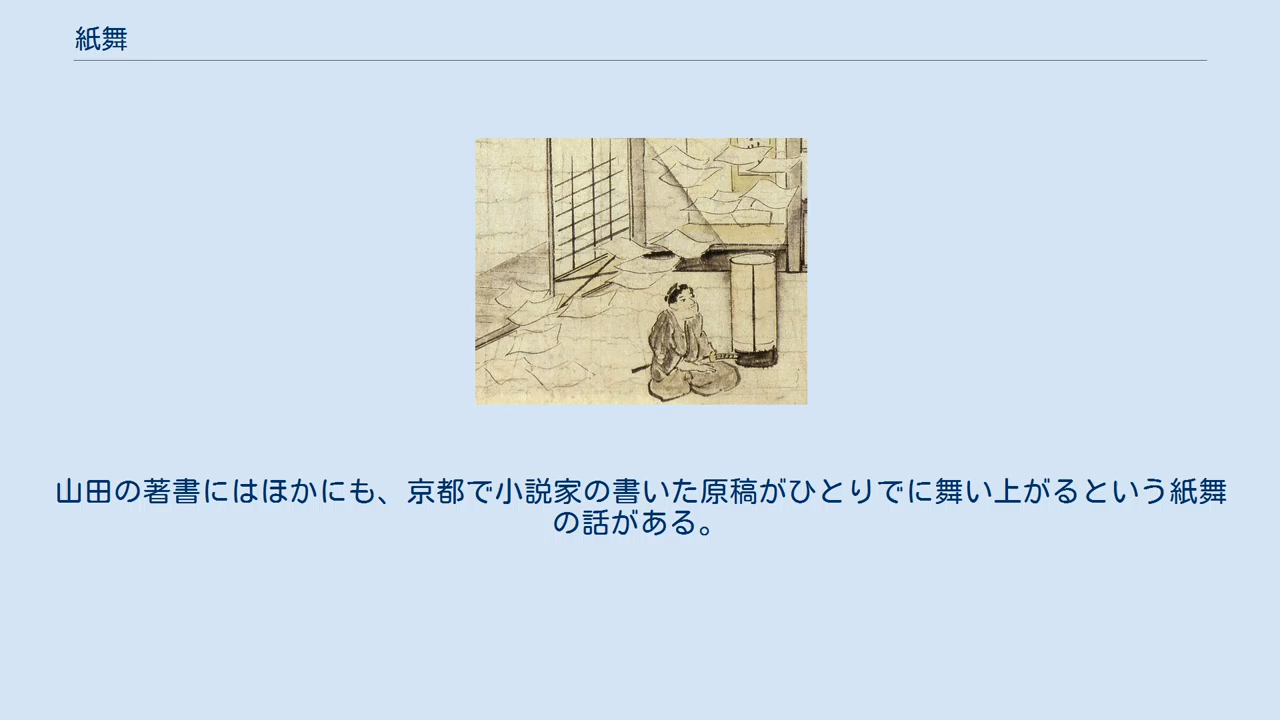 紙舞
山田の著書にはほかにも、京都で小説家の書いた原稿がひとりでに舞い上がるという紙舞
の話がある。